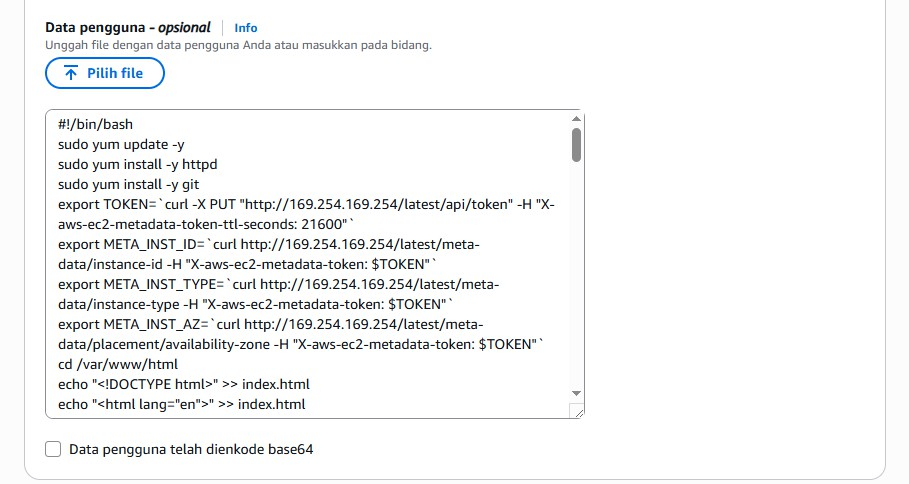 Data pengguna - opsional Info
Unggah file dengan data pengguna Anda atau masukkan pada bidang.
Pilih file
#!/bin/bash
sudo yum update -y
sudo yum install -y httpd
sudo yum install -y git
export TOKEN=`curl -X PUT "http://169.254.169.254/latest/api/token" -H "X-
aws-ec2-metadata-token-ttl-seconds: 21600"`
export META_INST_ID=`curl http://169.254.169.254/latest/meta-
data/instance-id -H "X-aws-ec2-metadata-token: $TOKEN"`
export META_INST_TYPE=`curl http://169.254.169.254/latest/meta-
data/instance-type -H "X-aws-ec2-metadata-token: $TOKEN"`
export META_INST_AZ=`curl http://169.254.169.254/latest/meta-
data/placement/availability-zone -H "X-aws-ec2-metadata-token: $TOKEN"`
cd /var/www/html
echo "<!DOCTYPE html>" >> index.html
echo "<html lang="en">" >> index.html
Data pengguna telah dienkode base64